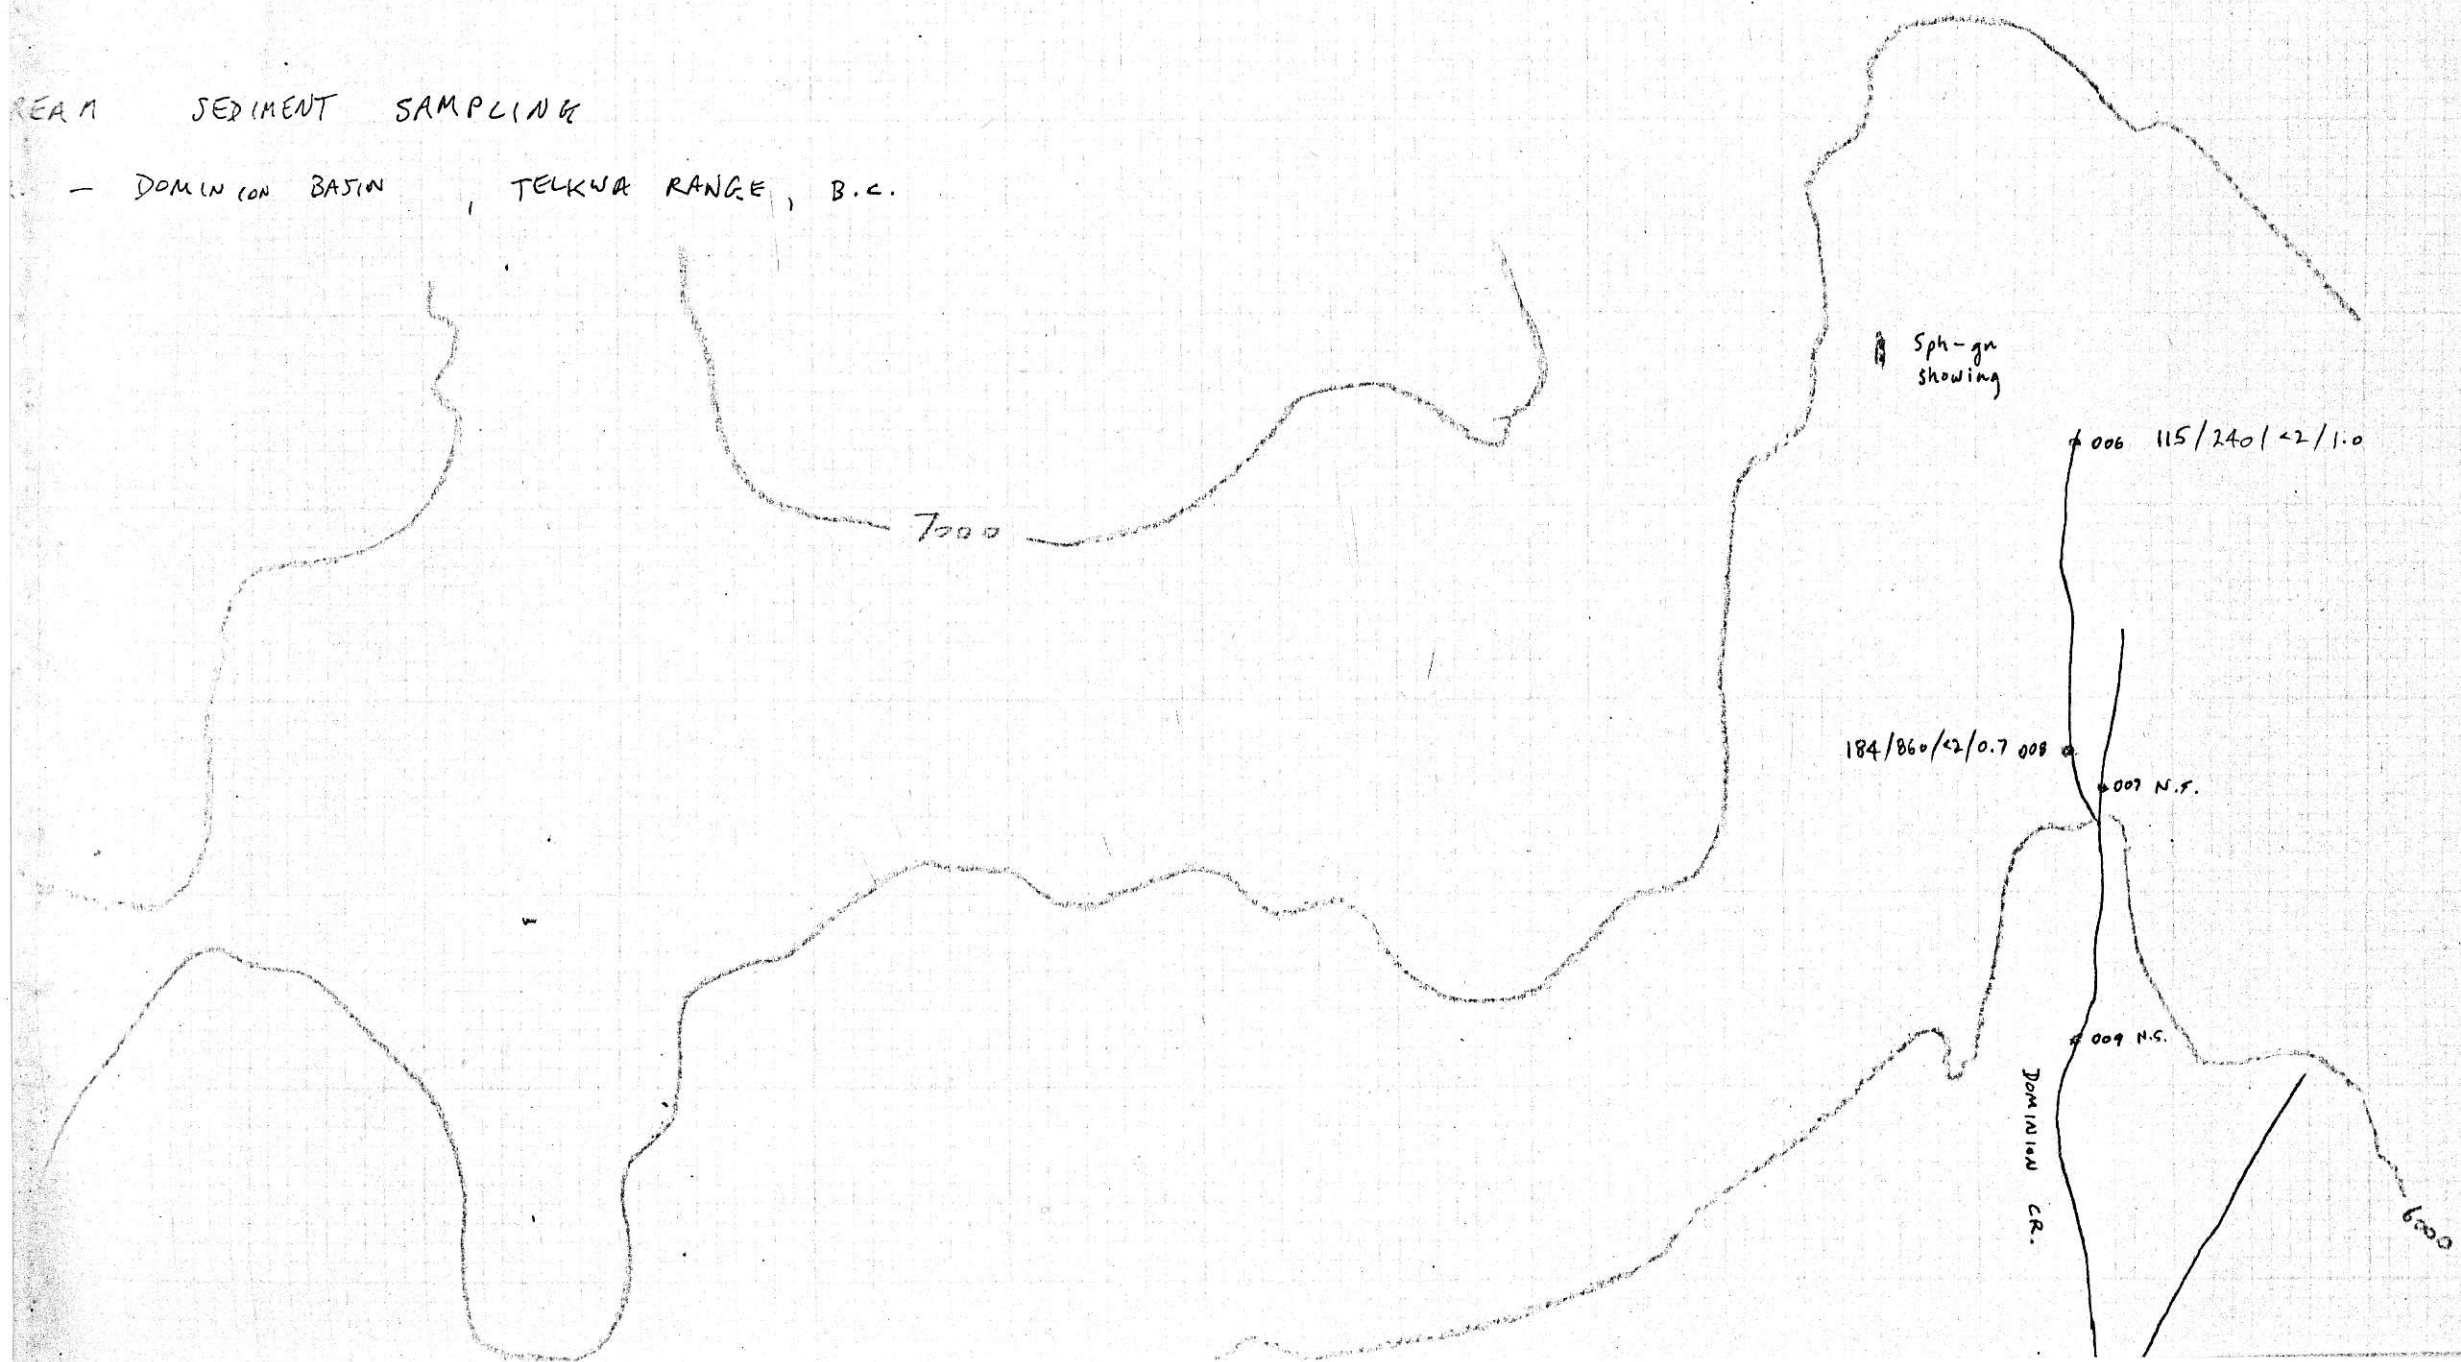 REAM SEDIMENT SAMPLING
- DOMINION BASIN , TELKWA RANGE, B.C.
Sph-gn
showing
006 115/240/<2/1.0
7000
184/860/<2/0.7 008
007 N.S.
009 N.S.
DOMINION CR.
6000